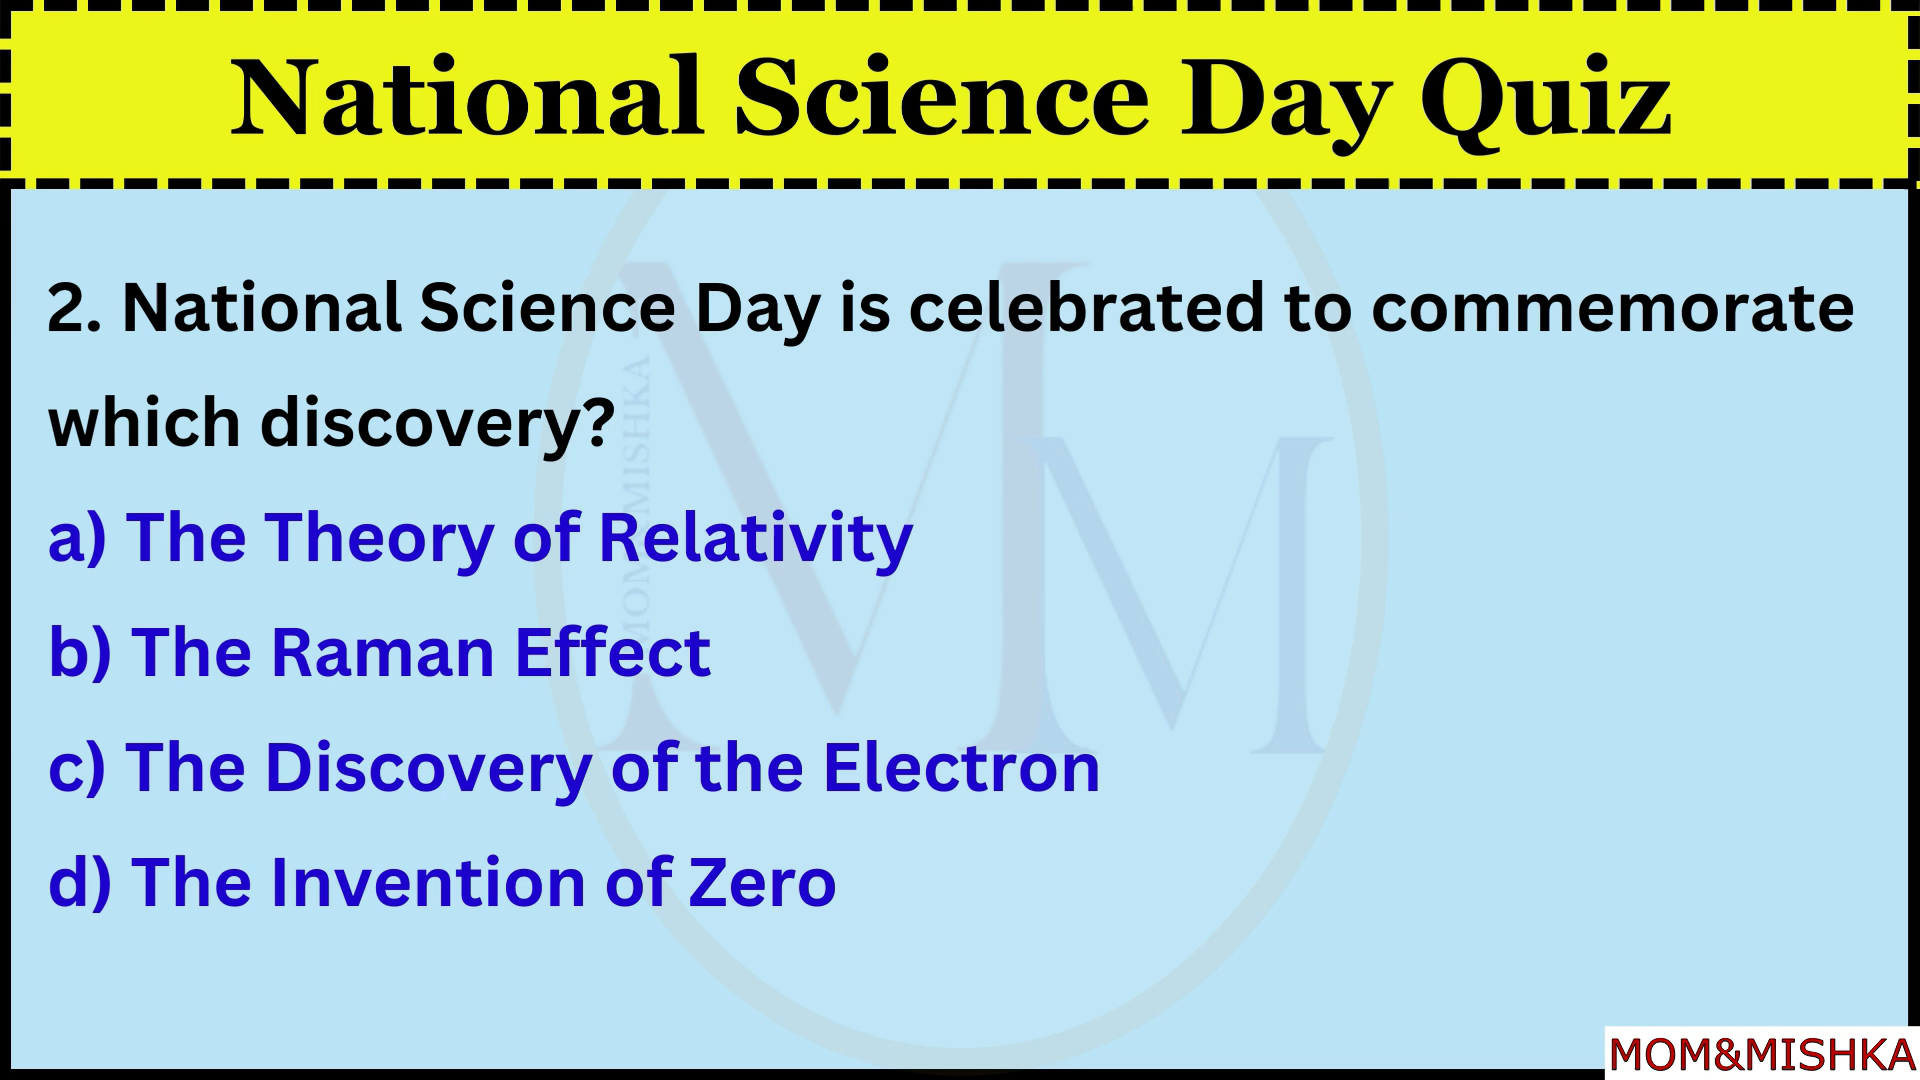 National Science Day Quiz
2. National Science Day is celebrated to commemorate
which discovery?
a) The Theory of Relativity
b) The Raman Effect
c) The Discovery of the Electron
d) The Invention of Zero
MM
MOM&MISHKA